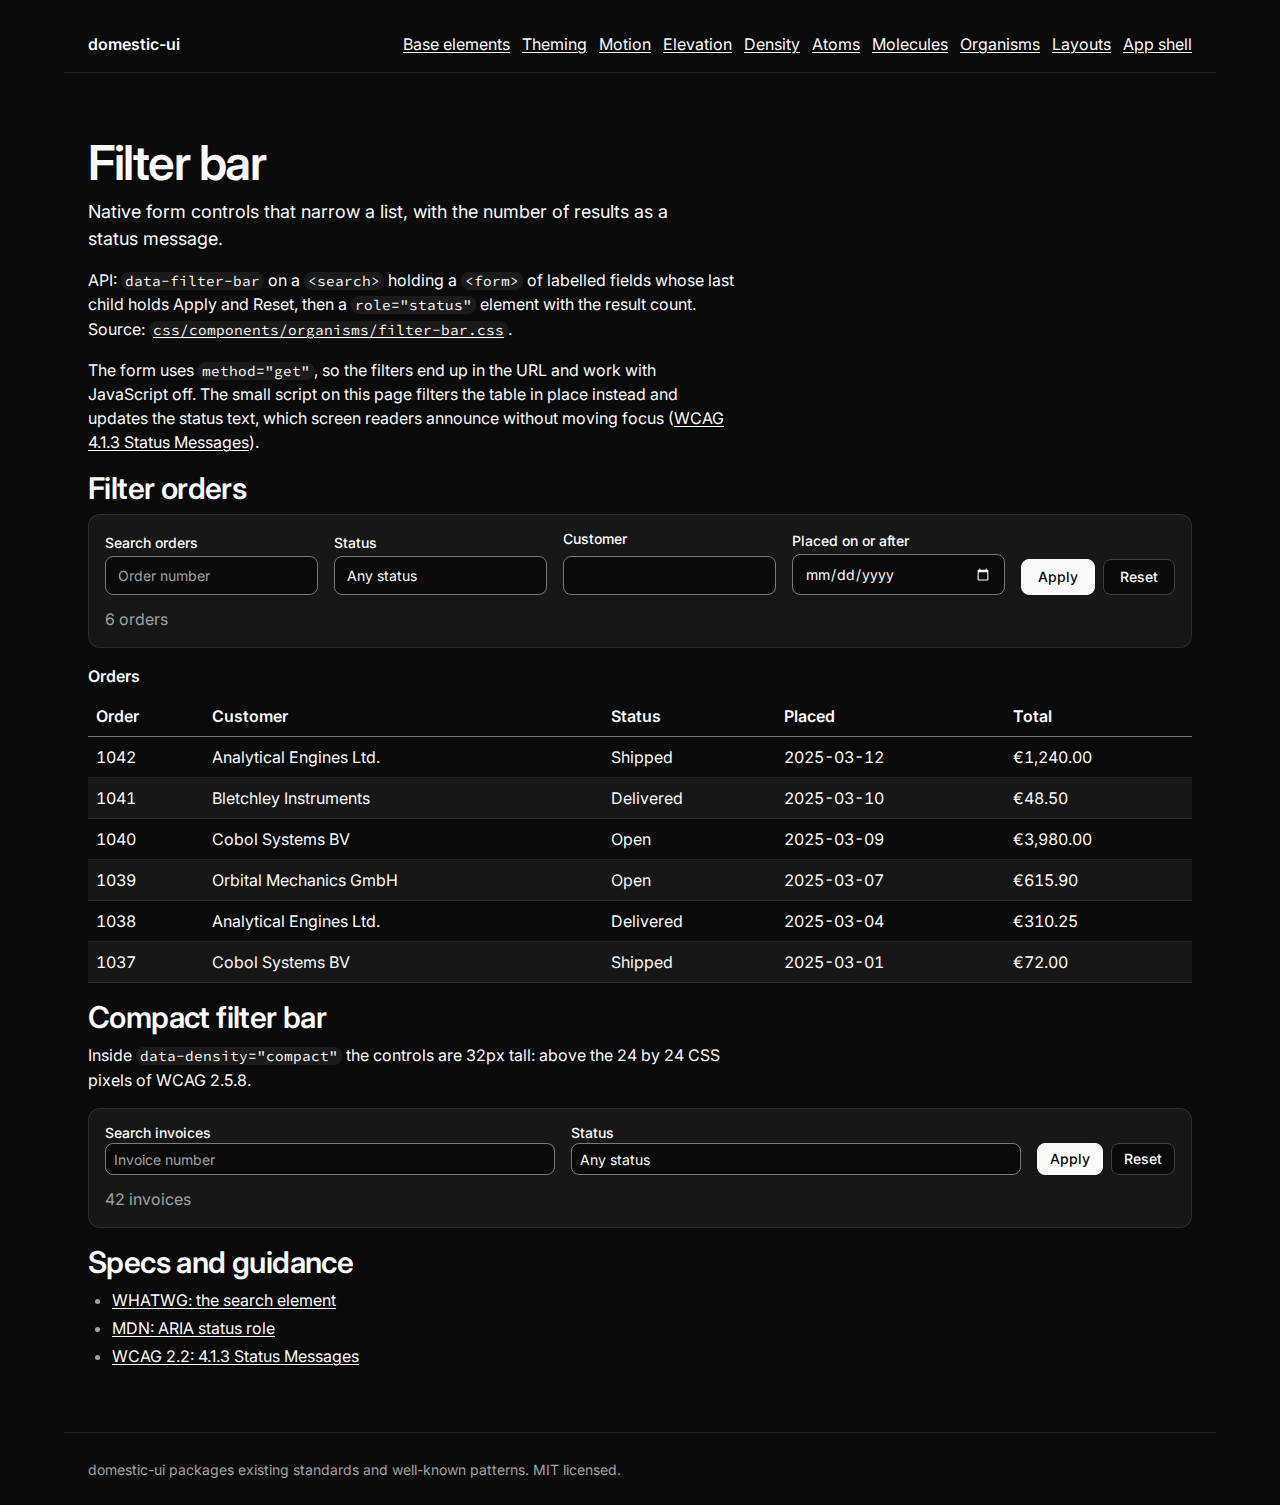 domestic-ui
Base elements Theming Motion Elevation Density Atoms Molecules Organisms Layouts App shell
Filter bar
Native form controls that narrow a list, with the number of results as a
status message.
API: data-filter-bar on a <search> holding a <form> of labelled fields whose last
child holds Apply and Reset, then a role="status" element with the result count.
Source: css/components/organisms/filter-bar.css.
The form uses method="get", so the filters end up in the URL and work with
JavaScript off. The small script on this page filters the table in place instead and
updates the status text, which screen readers announce without moving focus (WCAG
4.1.3 Status Messages).
Filter orders
Search orders Status Customer Placed on or after
Order number Any status mm/dd/yyyy Apply Reset
6 orders
Orders
Order Customer Status Placed Total
1042 Analytical Engines Ltd. Shipped 2025-03-12 €1,240.00
1041 Bletchley Instruments Delivered 2025-03-10 €48.50
1040 Cobol Systems BV Open 2025-03-09 €3,980.00
1039 Orbital Mechanics GmbH Open 2025-03-07 €615.90
1038 Analytical Engines Ltd. Delivered 2025-03-04 €310.25
1037 Cobol Systems BV Shipped 2025-03-01 €72.00
Compact filter bar
Inside data-density="compact" the controls are 32px tall: above the 24 by 24 CSS
pixels of WCAG 2.5.8.
Search invoices Status
Invoice number Any status Apply Reset
42 invoices
Specs and guidance
WHATWG: the search element
MDN: ARIA status role
WCAG 2.2: 4.1.3 Status Messages
domestic-ui packages existing standards and well-known patterns. MIT licensed.